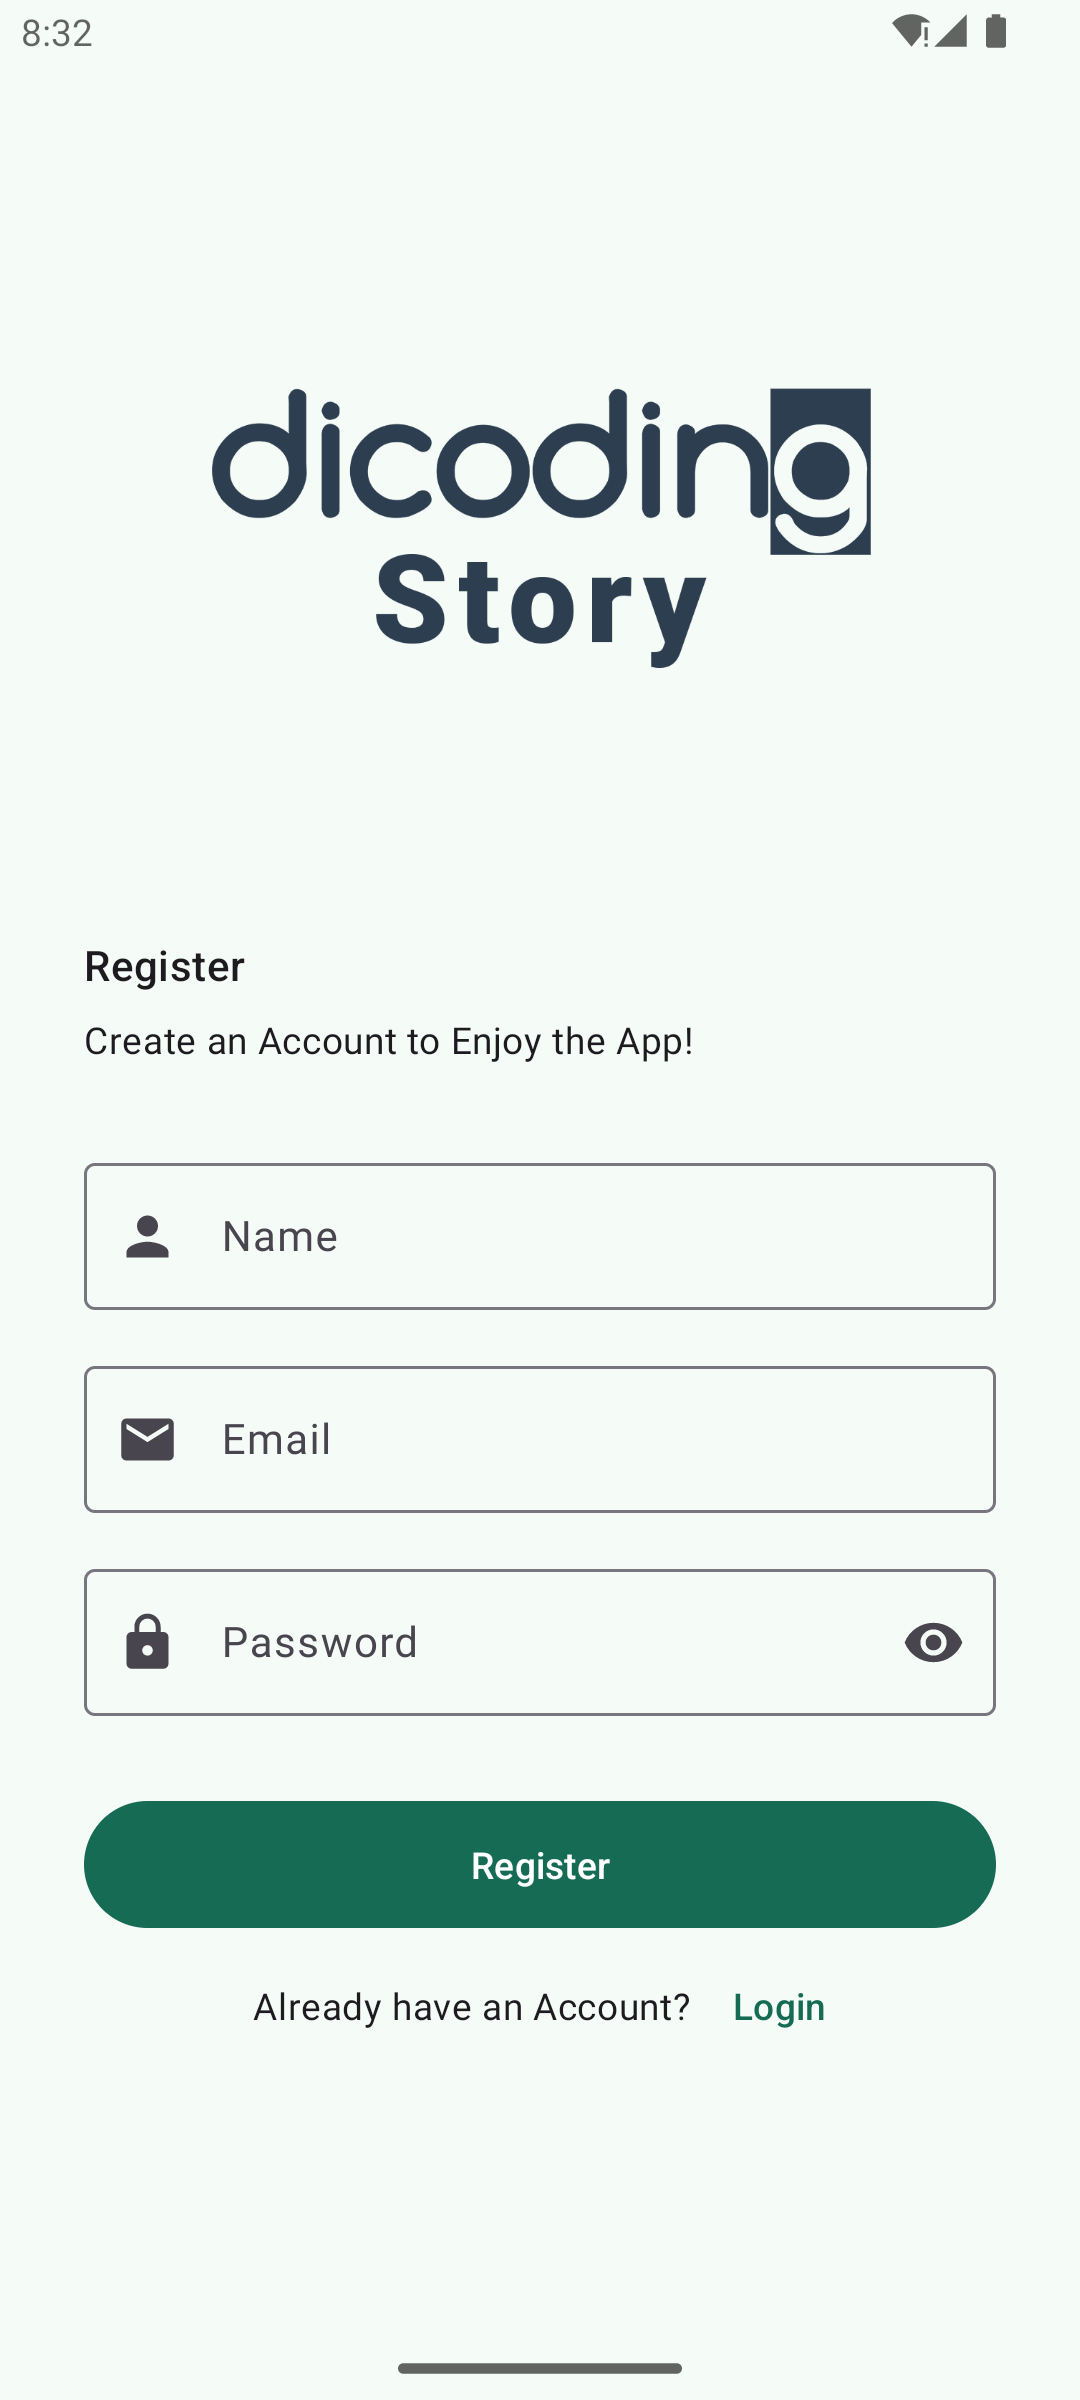 8:32
dicoding
Story
Register
Create an Account to Enjoy the App!
Name
Email
Password
Register
Already have an Account? Login